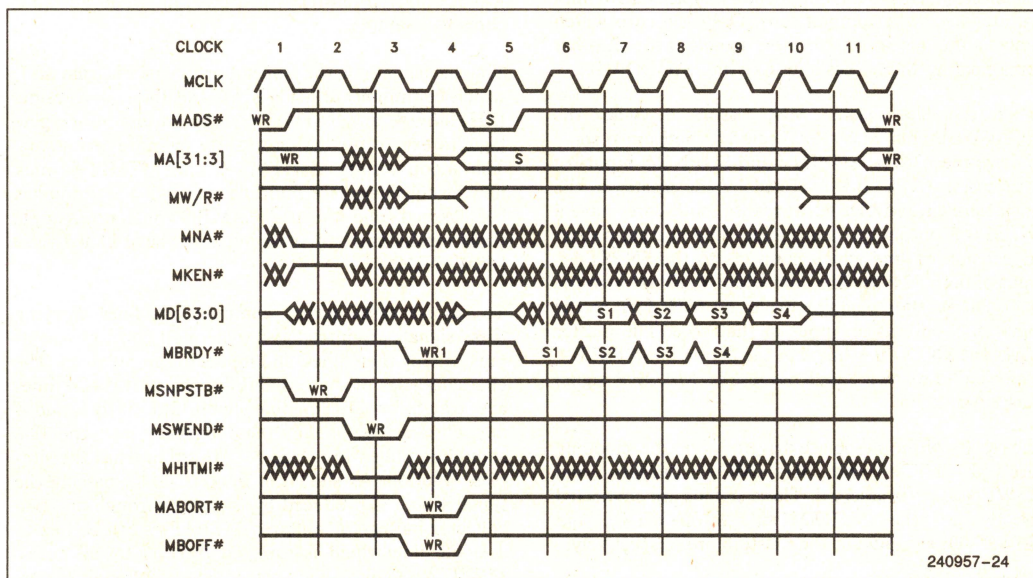 CLOCK 1 2 3 4 5 6 7 8 9 10 11
MCLK
MADS# WR S WR
MA[31:3] WR S WR
MW/R#
MNA#
MKEN#
MD[63:0] S1 S2 S3 S4
MBRDY# WR1 S1 S2 S3 S4
MSNPSTB# WR
MSWEND# WR
MHITMI#
MABORT# WR
MBOFF# WR
240957-24